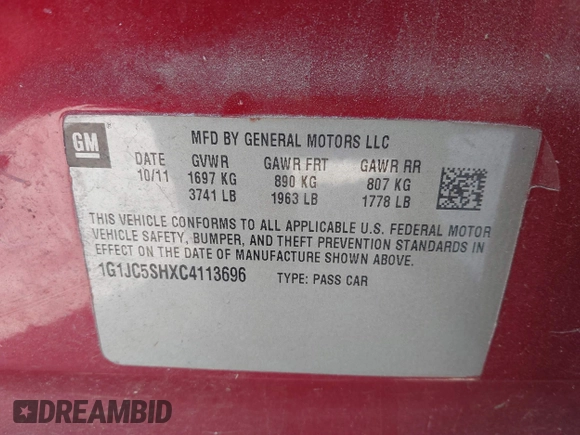 GM
MFD BY GENERAL MOTORS LLC
DATE GVWR GAWR FRT GAWR RR
10/11 1697 KG 890 KG 807 KG
3741 LB 1963 LB 1778 LB
THIS VEHICLE CONFORMS TO ALL APPLICABLE U.S. FEDERAL MOTOR
VEHICLE SAFETY, BUMPER, AND THEFT PREVENTION STANDARDS IN
EFFECT ON THE DATE OF MANUFACTURE SHOWN ABOVE.
1G1JC5SHXC4113696 TYPE: PASS CAR
DREAMBID